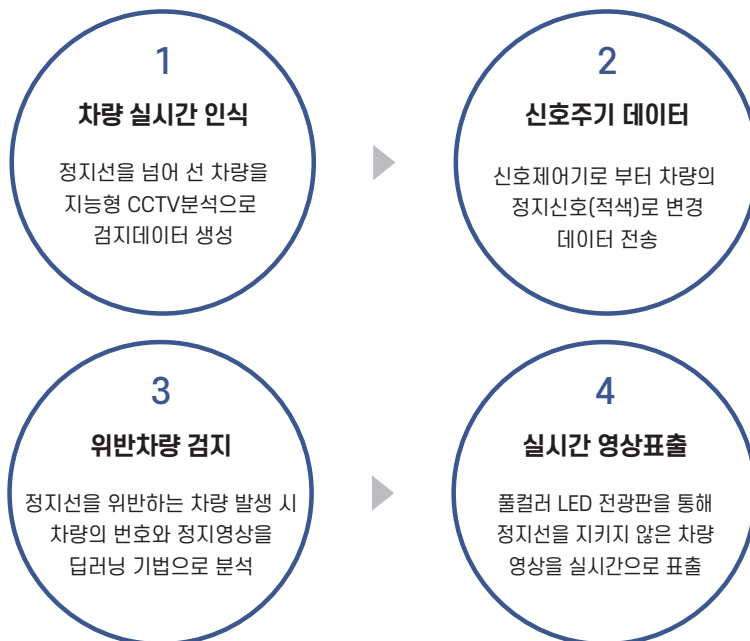 1
차량 실시간 인식
정지선을 넘어 선 차량을
지능형 CCTV분석으로
검지데이터 생성
2
신호주기 데이터
신호제어기로 부터 차량의
정지신호(적색)로 변경
데이터 전송
3
위반차량 검지
정지선을 위반하는 차량 발생 시
차량의 번호와 정지영상을
딥러닝 기법으로 분석
4
실시간 영상표출
풀컬러 LED 전광판을 통해
정지선을 지키지 않은 차량
영상을 실시간으로 표출